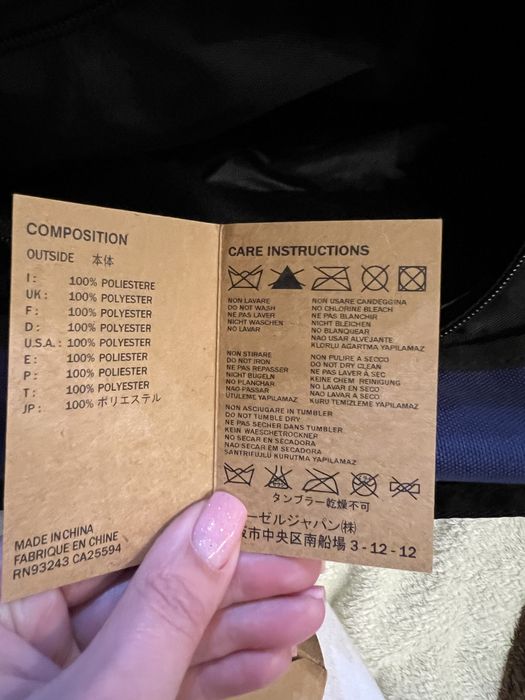 COMPOSITION
OUTSIDE 本体
I : 100% POLIESTERE
UK : 100% POLYESTER
F : 100% POLYESTER
D : 100% POLYESTER
U.S.A. : 100% POLYESTER
E : 100% POLIESTER
P : 100% POLIESTER
T : 100% POLYESTER
JP : 100% ポリエステル
MADE IN CHINA
FABRIQUE EN CHINE
RN93243 CA25594
CARE INSTRUCTIONS
NON LAVARE
DO NOT WASH
NE PAS LAVER
NICHT WASCHEN
NO LAVAR
NON USARE CANDEGGINA
NO CHLORINE BLEACH
NE PAS BLANCHIR
NICHT BLEICHEN
NO BLANQUEAR
NAO USAR ALVEJANTE
KLORLU AGARTMA YAPILAMAZ
NON STIRARE
DO NOT IRON
NE PAS REPASSER
NICHT BUGELN
NO PLANCHAR
NAO PASSAR
UTULEME YAPILAMAZ
NON PULIRE A SECCO
DO NOT DRY CLEAN
NE PAS LAVER À SEC
KEINE CHEM REINIGUNG
NO LAVAR EN SECO
NAO LAVAR À SECO
KURU TEMIZLEME YAPILAMAZ
NON ASCIUGARE IN TUMBLER
DO NOT TUMBLE DRY
NE PAS SECHER DANS TUMBLER
KEIN WAESCHETROCKNER
NO SECAR EN SECADORA
NAO SECAR EM SECADORA
SANTRIFUJLU KURUTMA YAPILAMAZ
タンブラー乾燥不可
ーゼルジャパン(株)
阪市中央区南船場 3-12-12